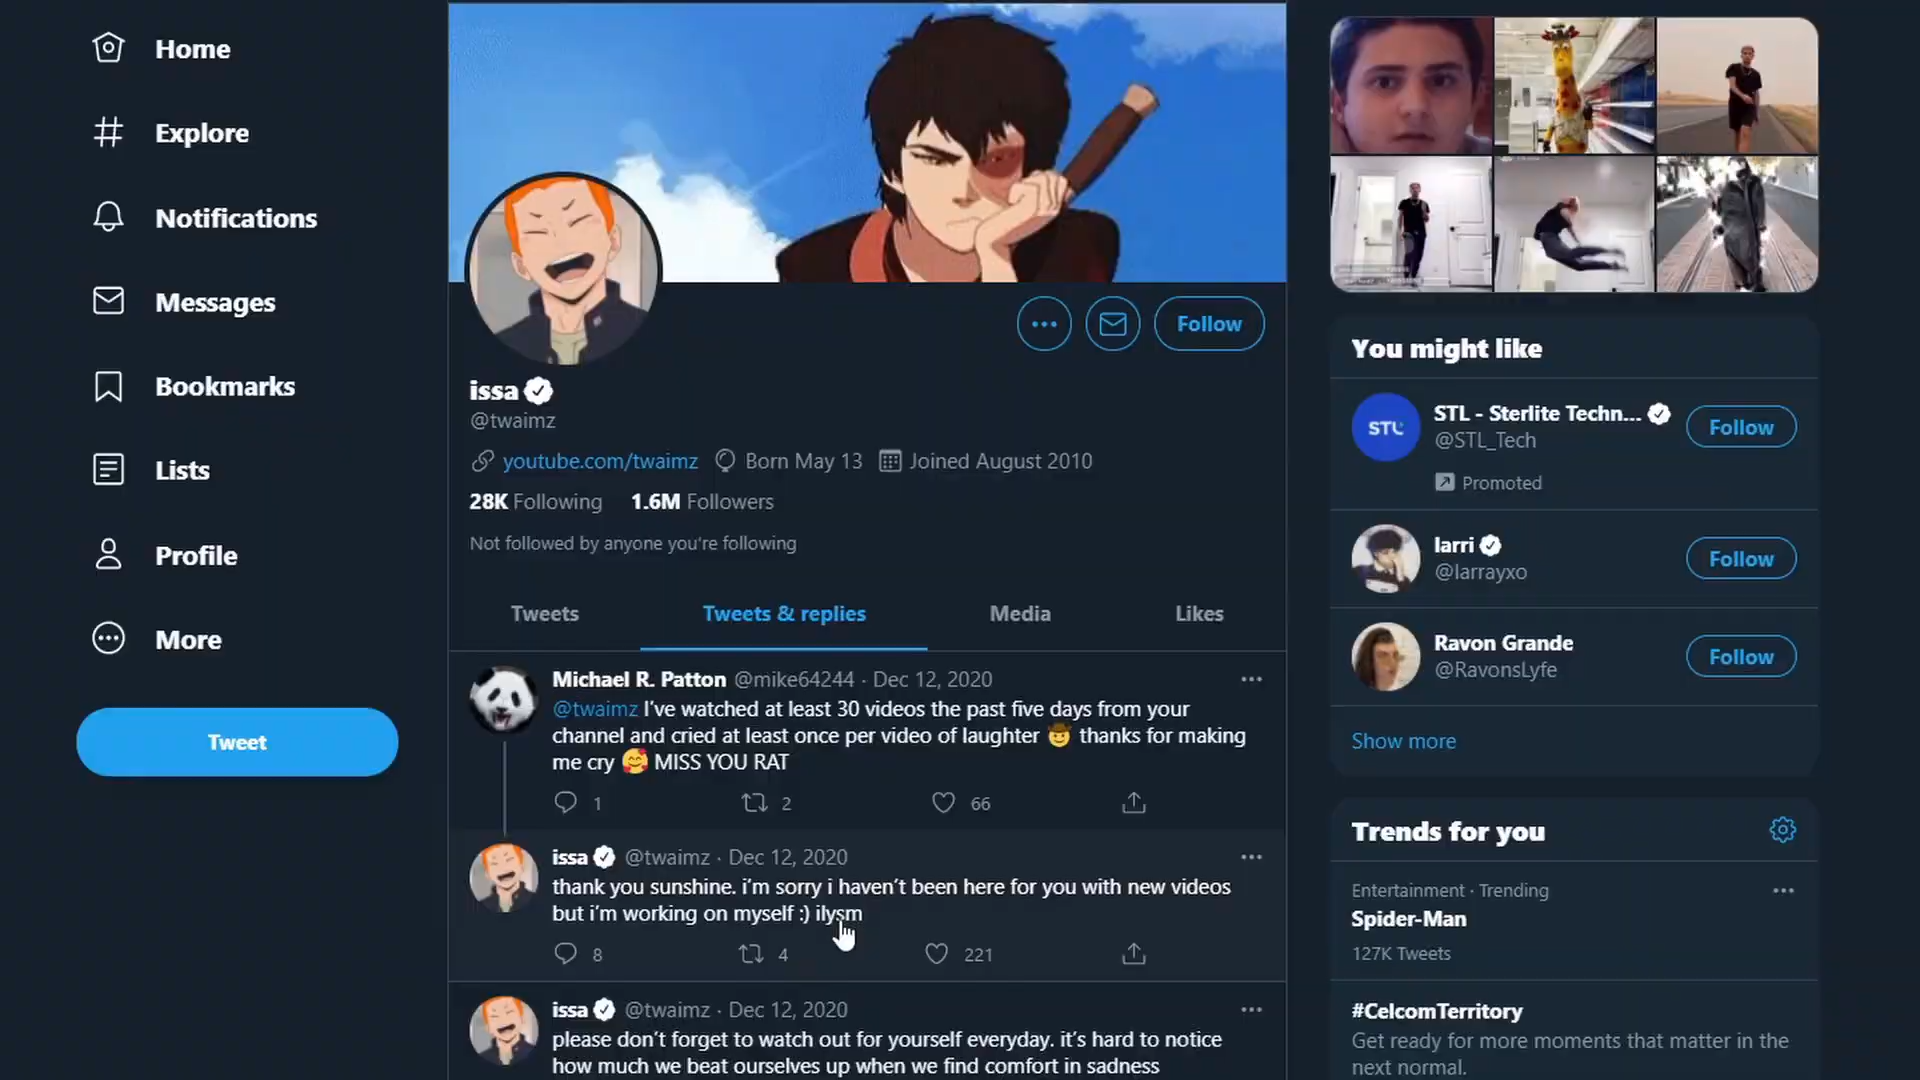 Home
Explore
Notifications
Messages
Bookmarks
Lists
Profile
More
Tweet
Follow
issa
@twaimz
youtube.com/twaimz Born May 13 Joined August 2010
28K Following 1.6M Followers
Not followed by anyone you're following
Tweets Tweets & replies Media Likes
Michael R. Patton @mike64244 · Dec 12, 2020
@twaimz I've watched at least 30 videos the past five days from your
channel and cried at least once per video of laughter 🤠 thanks for making
me cry 🥰 MISS YOU RAT
1 2 66
issa @twaimz · Dec 12, 2020
thank you sunshine. i'm sorry i haven't been here for you with new videos
but i'm working on myself :) ilysm
8 4 221
issa @twaimz · Dec 12, 2020
please don't forget to watch out for yourself everyday. it's hard to notice
how much we beat ourselves up when we find comfort in sadness
You might like
STL
STL - Sterlite Techn...
@STL_Tech
Follow
Promoted
larri
@larrayxo
Follow
Ravon Grande
@RavonsLyfe
Follow
Show more
Trends for you
Entertainment · Trending
Spider-Man
127K Tweets
#CelcomTerritory
Get ready for more moments that matter in the
next normal.